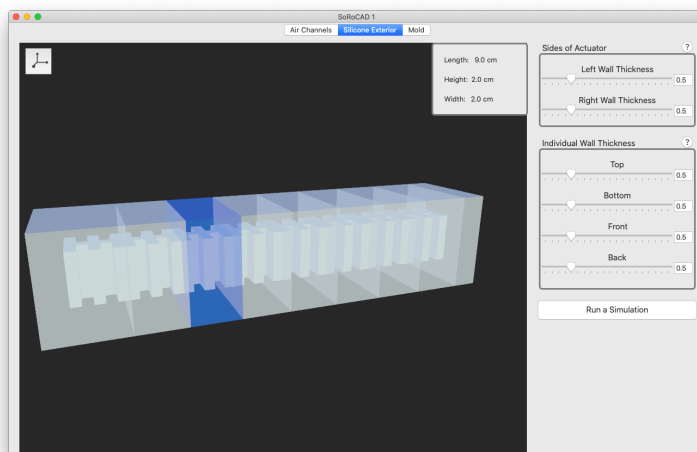 SoRoCAD 1
Air Channels Silicone Exterior Mold
Length: 9.0 cm
Height: 2.0 cm
Width: 2.0 cm
Sides of Actuator ?
Left Wall Thickness
0.5
Right Wall Thickness
0.5
Individual Wall Thickness ?
Top
0.5
Bottom
0.5
Front
0.5
Back
0.5
Run a Simulation